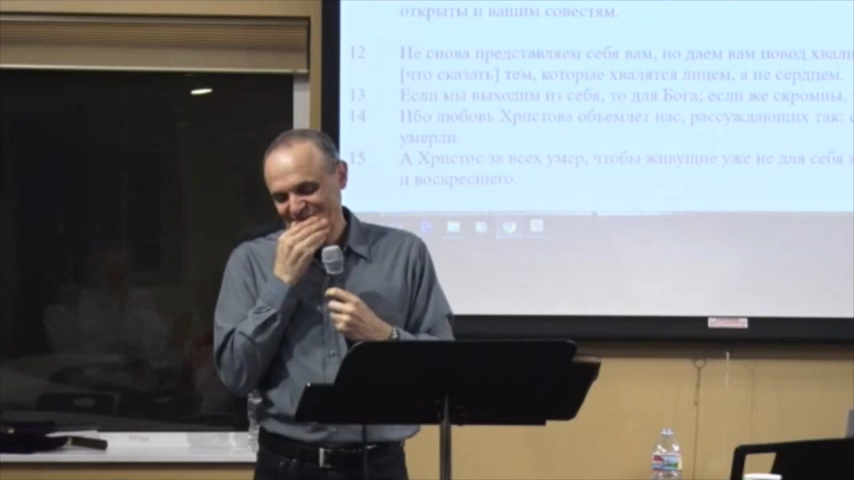 открыты и вашим совестям.
12 Не снова представляем себя вам, но даем вам повод хвали
[что сказать] тем, которые хвалятся лицем, а не сердцем.
13 Если мы выходим из себя, то для Бога; если же скромны,
14 Ибо любовь Христова объемлет нас, рассуждающих так:
умерли.
15 А Христос за всех умер, чтобы живущие уже не для себя
и воскресшего.